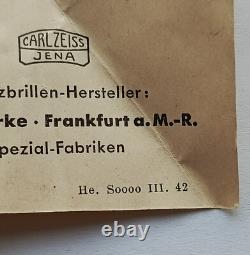 CARL ZEISS
JENA
zbrillen-Hersteller:
rke · Frankfurt a. M.-R.
pezial-Fabriken
He. Soooo III. 42